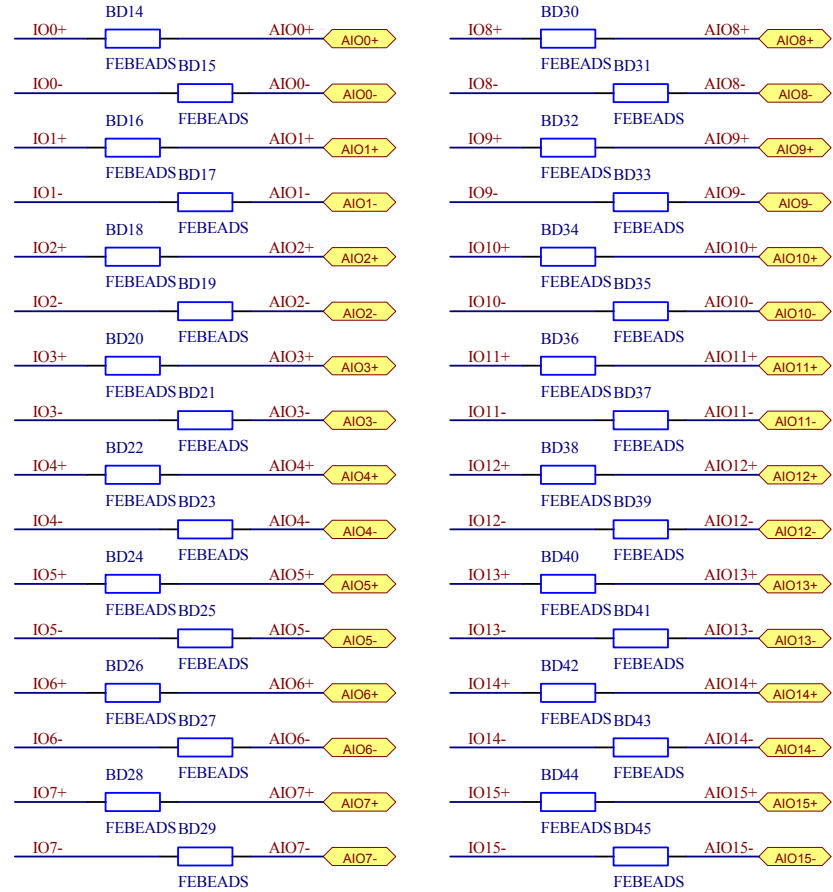 BD14
IO0+ AIO0+ AIO0+
FEBEADS BD15
IO0- AIO0- AIO0-
BD16 FEBEADS
IO1+ AIO1+ AIO1+
FEBEADS BD17
IO1- AIO1- AIO1-
BD18 FEBEADS
IO2+ AIO2+ AIO2+
FEBEADS BD19
IO2- AIO2- AIO2-
BD20 FEBEADS
IO3+ AIO3+ AIO3+
FEBEADS BD21
IO3- AIO3- AIO3-
BD22 FEBEADS
IO4+ AIO4+ AIO4+
FEBEADS BD23
IO4- AIO4- AIO4-
BD24 FEBEADS
IO5+ AIO5+ AIO5+
FEBEADS BD25
IO5- AIO5- AIO5-
BD26 FEBEADS
IO6+ AIO6+ AIO6+
FEBEADS BD27
IO6- AIO6- AIO6-
BD28 FEBEADS
IO7+ AIO7+ AIO7+
FEBEADS BD29
IO7- AIO7- AIO7-
FEBEADS
BD30
IO8+ AIO8+ AIO8+
FEBEADS BD31
IO8- AIO8- AIO8-
BD32 FEBEADS
IO9+ AIO9+ AIO9+
FEBEADS BD33
IO9- AIO9- AIO9-
BD34 FEBEADS
IO10+ AIO10+ AIO10+
FEBEADS BD35
IO10- AIO10- AIO10-
BD36 FEBEADS
IO11+ AIO11+ AIO11+
FEBEADS BD37
IO11- AIO11- AIO11-
BD38 FEBEADS
IO12+ AIO12+ AIO12+
FEBEADS BD39
IO12- AIO12- AIO12-
BD40 FEBEADS
IO13+ AIO13+ AIO13+
FEBEADS BD41
IO13- AIO13- AIO13-
BD42 FEBEADS
IO14+ AIO14+ AIO14+
FEBEADS BD43
IO14- AIO14- AIO14-
BD44 FEBEADS
IO15+ AIO15+ AIO15+
FEBEADS BD45
IO15- AIO15- AIO15-
FEBEADS